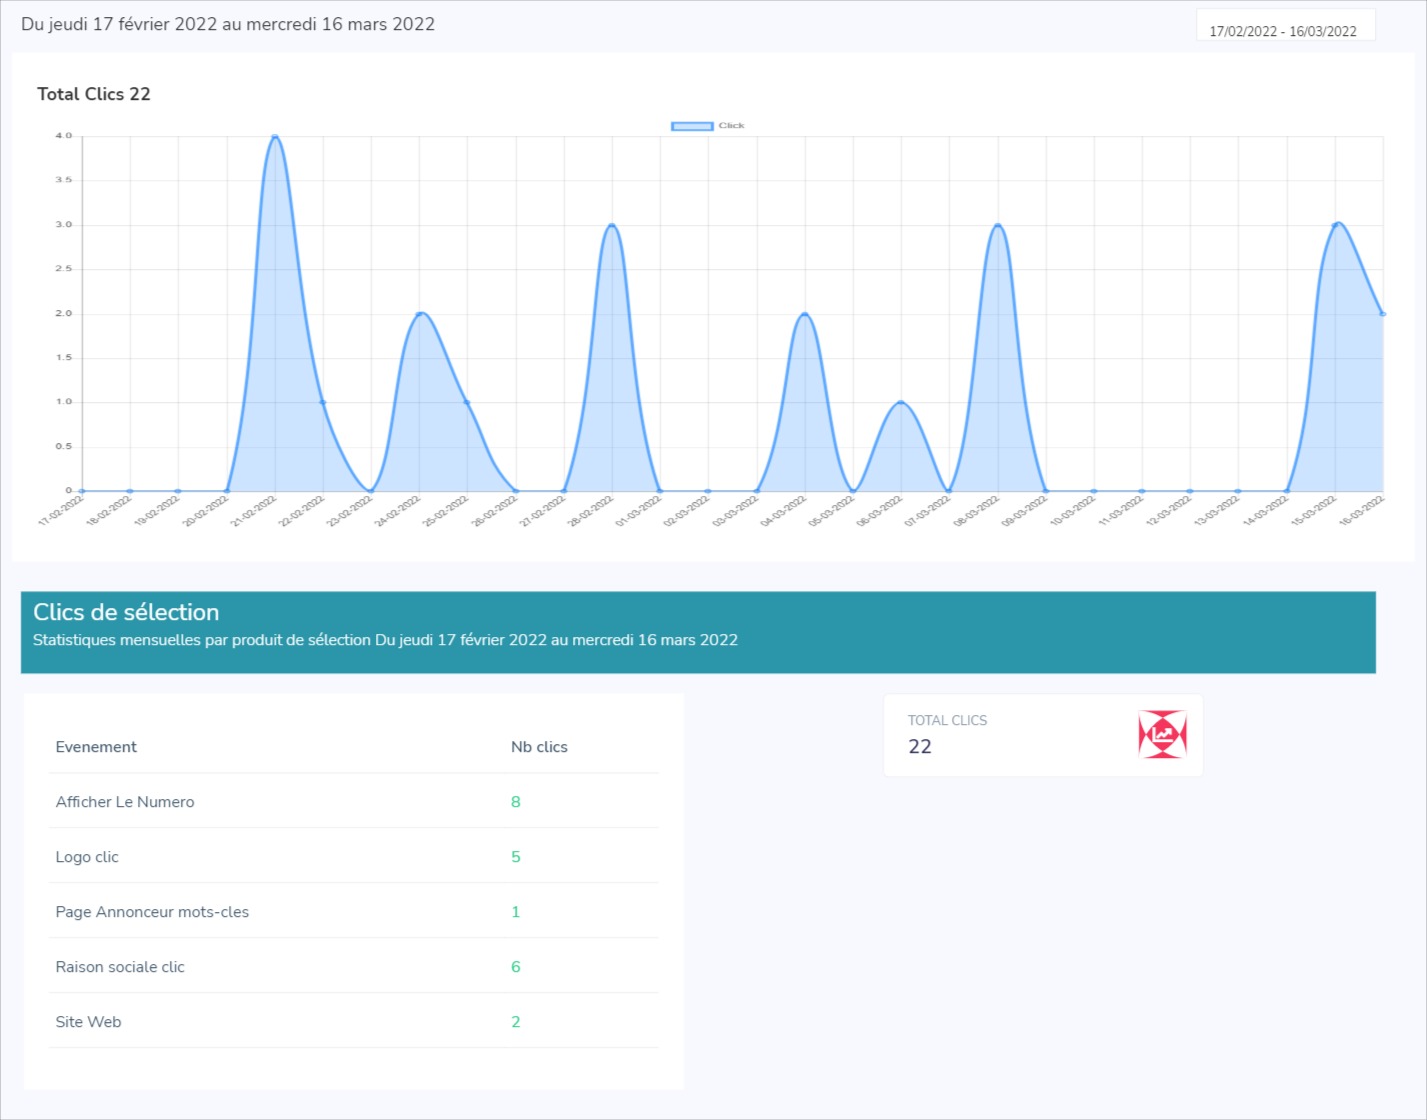 Du jeudi 17 février 2022 au mercredi 16 mars 2022
17/02/2022 - 16/03/2022
Total Clics 22
Click
4.0
3.5
3.0
2.5
2.0
1.5
1.0
0.5
0
17-02-2022 18-02-2022 19-02-2022 20-02-2022 21-02-2022 22-02-2022 23-02-2022 24-02-2022 25-02-2022 26-02-2022 27-02-2022 28-02-2022 01-03-2022 02-03-2022 03-03-2022 04-03-2022 05-03-2022 06-03-2022 07-03-2022 08-03-2022 09-03-2022 10-03-2022 11-03-2022 12-03-2022 13-03-2022 14-03-2022 15-03-2022 16-03-2022
Clics de sélection
Statistiques mensuelles par produit de sélection Du jeudi 17 février 2022 au mercredi 16 mars 2022
Evenement Nb clics
Afficher Le Numero 8
Logo clic 5
Page Annonceur mots-cles 1
Raison sociale clic 6
Site Web 2
TOTAL CLICS
22